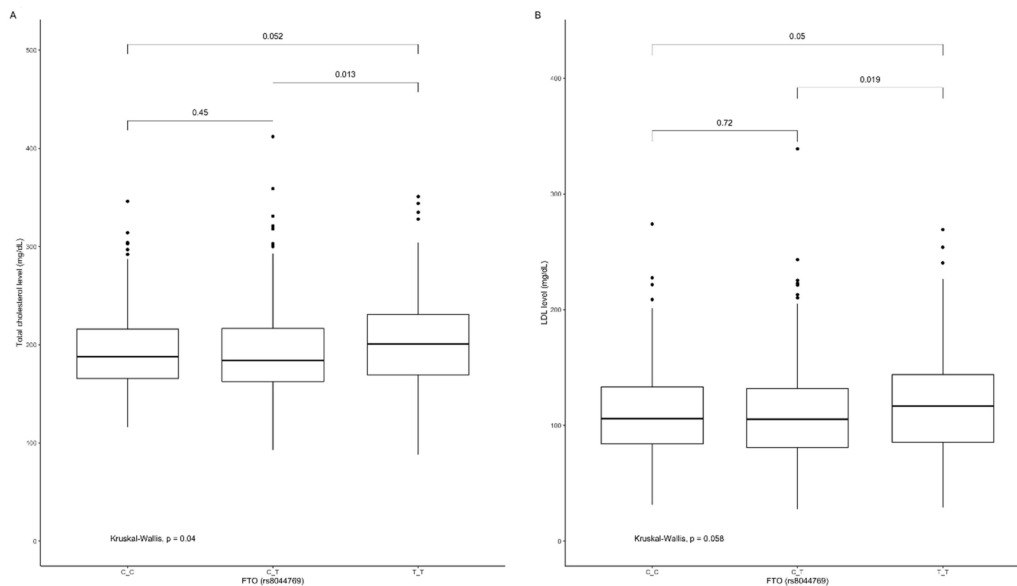 A
0.052
0.013
0.45
500
400
300
200
100
0
Total cholesterol level (mg/dL)
Kruskal-Wallis, p = 0.04
C_C
C_T
T_T
FTO (rs8044769)
B
0.05
0.019
0.72
400
300
200
100
0
LDL level (mg/dL)
Kruskal-Wallis, p = 0.058
C_C
C_T
T_T
FTO (rs8044769)